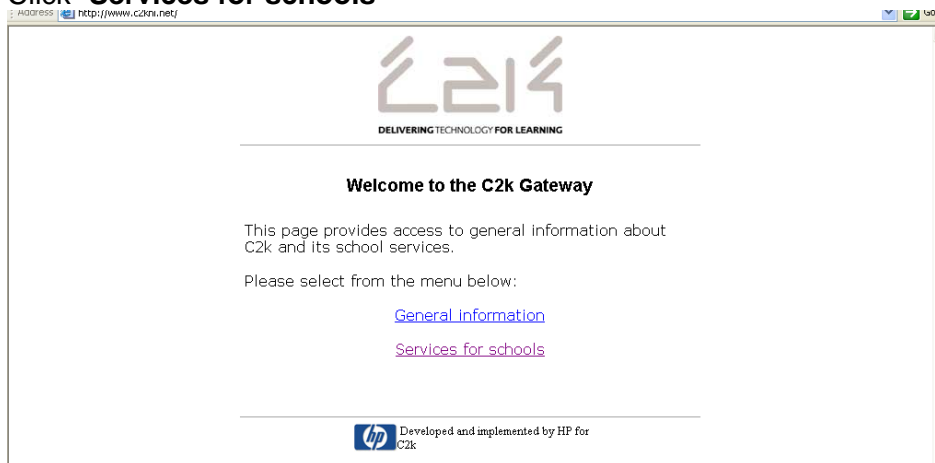 Click "Services for schools"
Address http://www.c2kni.net/ Go
C2k
DELIVERING TECHNOLOGY FOR LEARNING
Welcome to the C2k Gateway
This page provides access to general information about
C2k and its school services.
Please select from the menu below:
General information
Services for schools
hp Developed and implemented by HP for
C2k